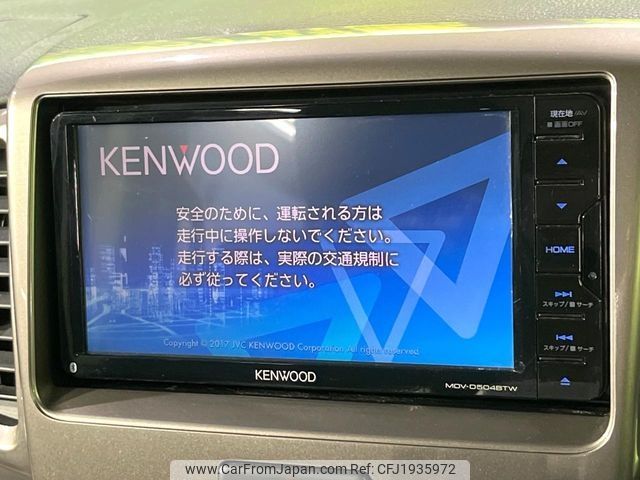 KENWOOD
安全のために、運転される方は
走行中に操作しないでください。
走行する際は、実際の交通規制に
必ず従ってください。
Copyright © 2017 JVC KENWOOD Corporation All rights reserved.
KENWOOD
MDV-D504BTW
現在地/AV
画面OFF
HOME
スキップ/サーチ
スキップ/サーチ
www.CarFromJapan.com - CFJ1935972